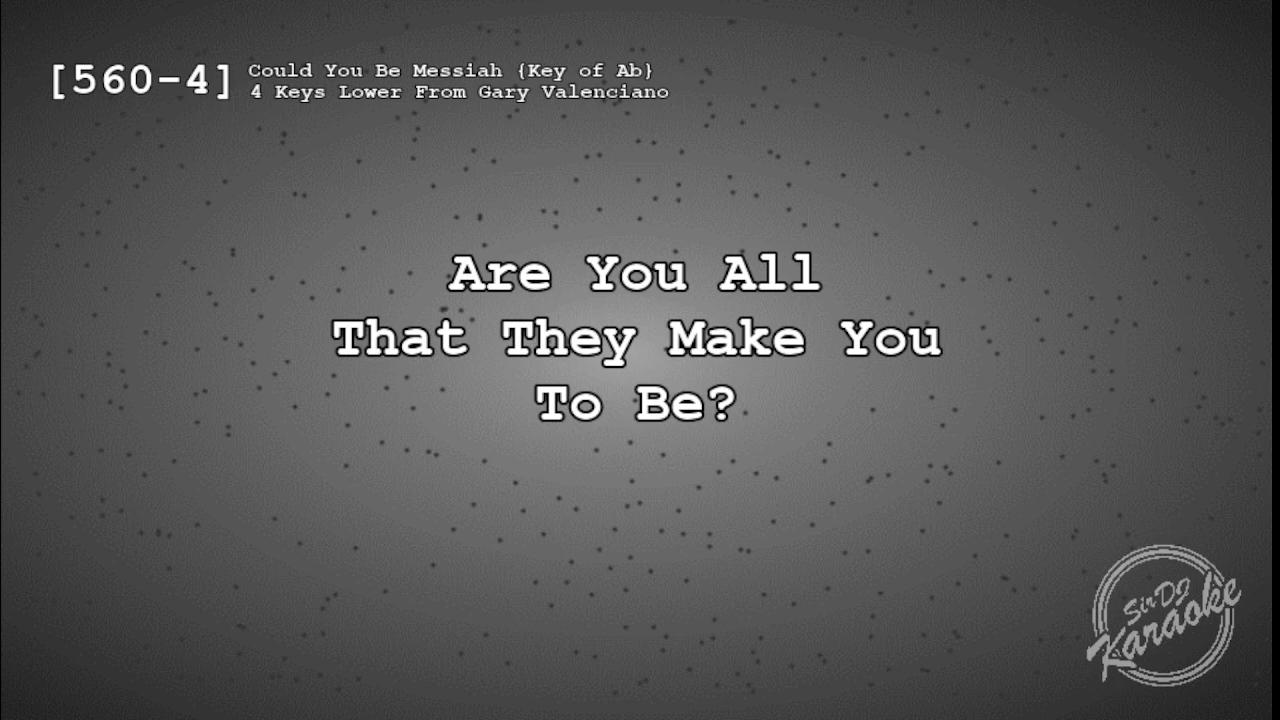 [560-4]
Could You Be Messiah {Key of Ab}
4 Keys Lower From Gary Valenciano
Are You All
That They Make You
To Be?
Sir DJ
Karaoke